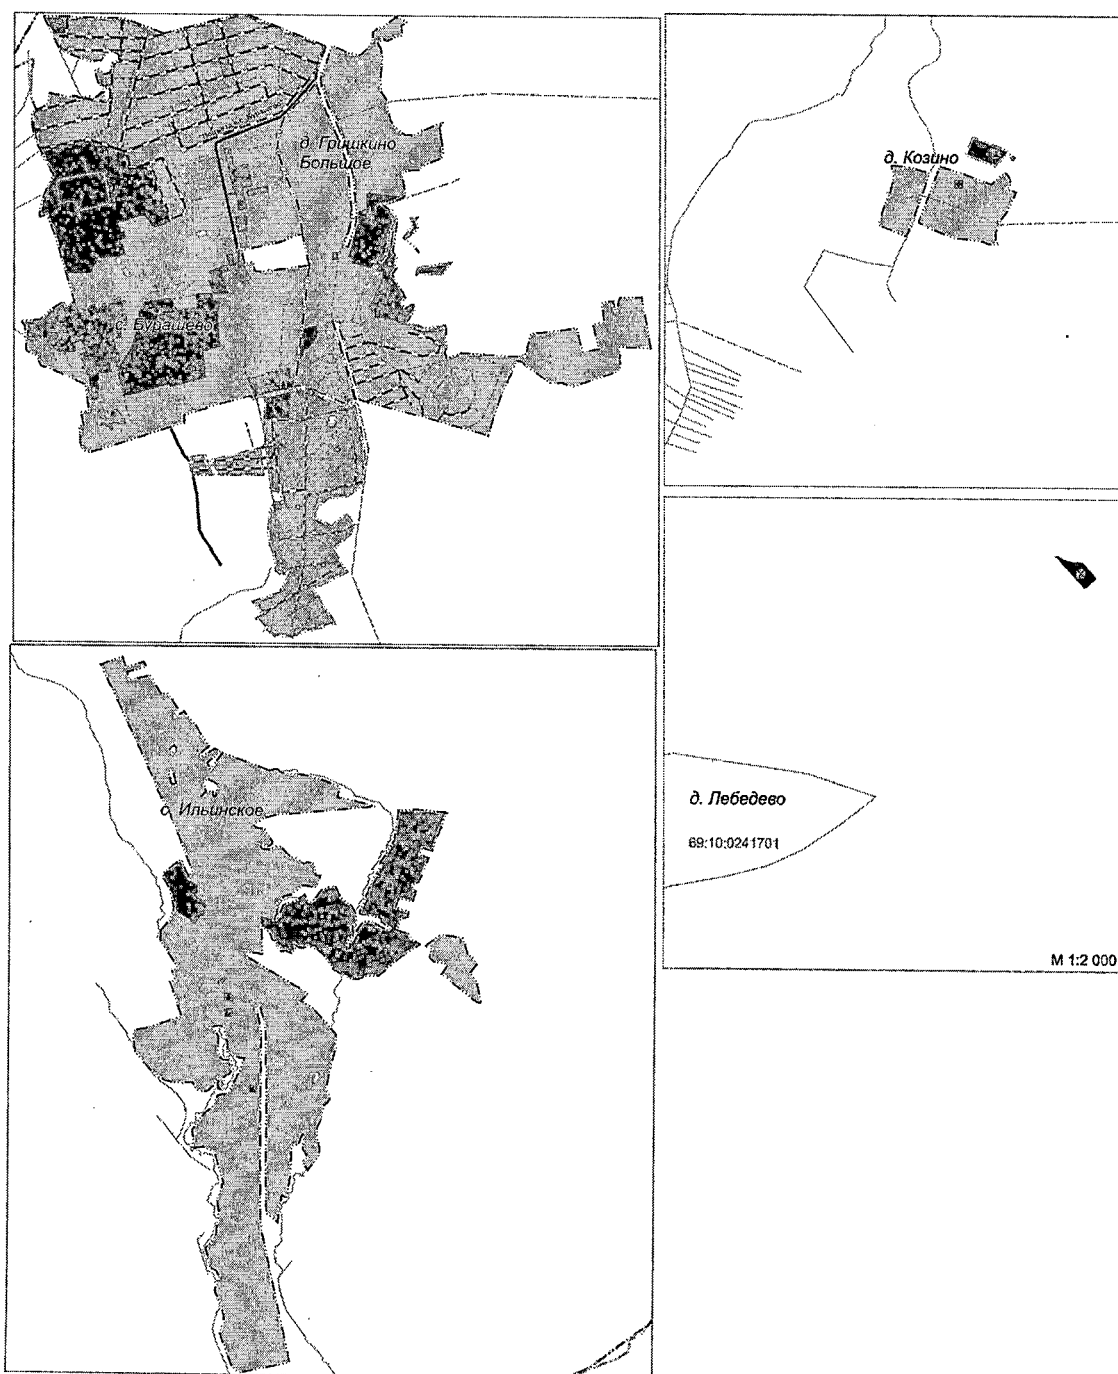 д. Гришкино
Большое
с. Бурашево
д. Козино
с. Ильинское
д. Лебедево
69:10:0241701
М 1:2 000